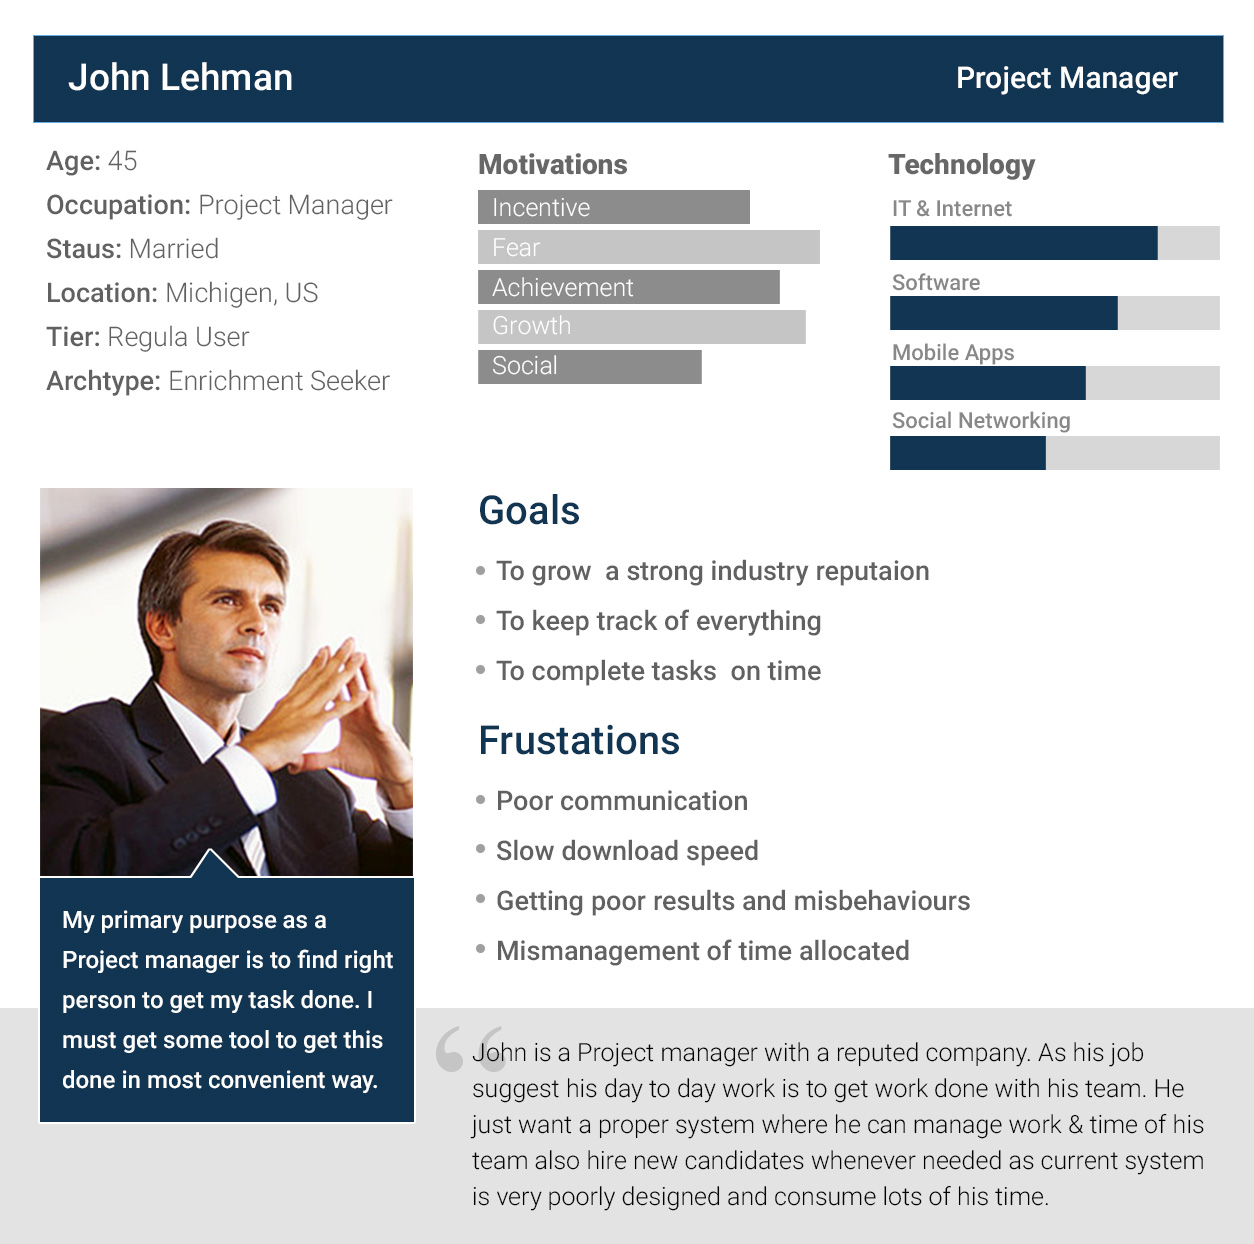 John Lehman
Project Manager
Age: 45
Occupation: Project Manager
Staus: Married
Location: Michigen, US
Tier: Regula User
Archtype: Enrichment Seeker
Motivations
Incentive
Fear
Achievement
Growth
Social
Technology
IT & Internet
Software
Mobile Apps
Social Networking
Goals
• To grow  a strong industry reputaion
• To keep track of everything
• To complete tasks  on time
Frustations
• Poor communication
• Slow download speed
• Getting poor results and misbehaviours
• Mismanagement of time allocated
My primary purpose as a
Project manager is to find right
person to get my task done. I
must get some tool to get this
done in most convenient way.
“
John is a Project manager with a reputed company. As his job
suggest his day to day work is to get work done with his team. He
just want a proper system where he can manage work & time of his
team also hire new candidates whenever needed as current system
is very poorly designed and consume lots of his time.